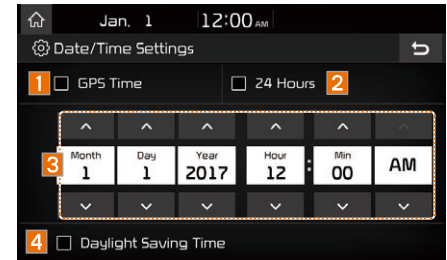 Jan. 1 12:00 AM
Date/Time Settings
1 GPS Time 24 Hours 2
Month Day Year Hour Min
3 1 1 2017 12 : 00 AM
4 Daylight Saving Time